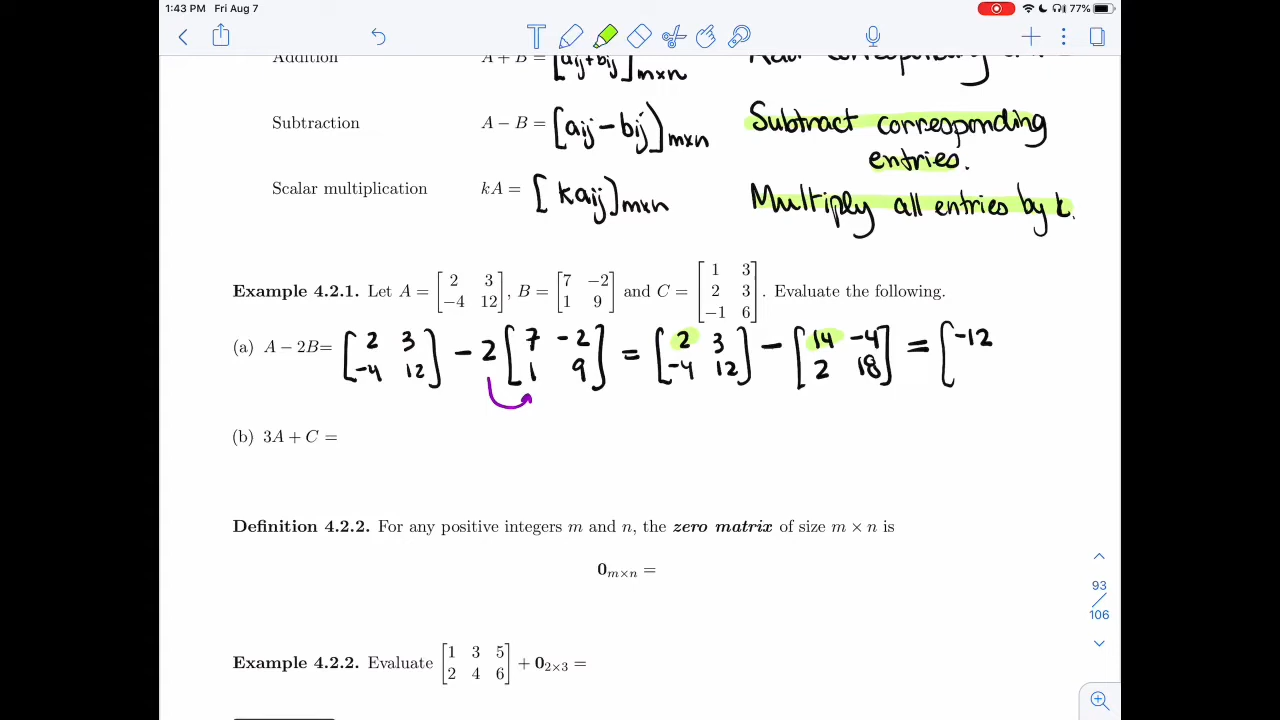 1:43 PM Fri Aug 7 77%
Addition A + B = [aij+bij]m×n
Subtraction A − B = [aij − bij]m×n Subtract corresponding
entries.
Scalar multiplication kA = [kaij]m×n Multiply all entries by k.
Example 4.2.1. Let A = [2 3; −4 12], B = [7 −2; 1 9] and C = [1 3; 2 3; −1 6]. Evaluate the following.
(a) A − 2B= [2 3; −4 12] − 2[7 −2; 1 9] = [2 3; −4 12] − [14 −4; 2 18] = [−12
(b) 3A + C =
Definition 4.2.2. For any positive integers m and n, the zero matrix of size m × n is
0m×n =
93
106
Example 4.2.2. Evaluate [1 3 5; 2 4 6] + 02×3 =